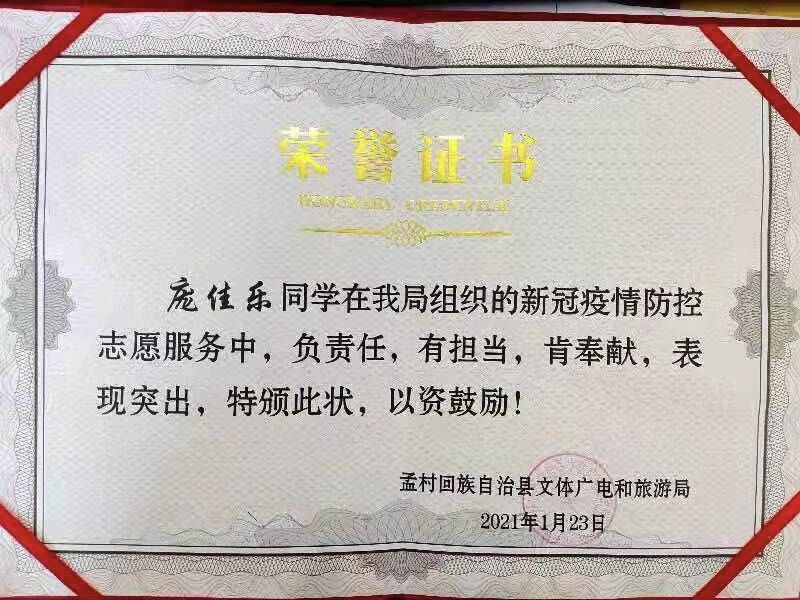 荣誉证书
HONORARY CREDENTIAL
庞佳乐同学在我局组织的新冠疫情防控
志愿服务中，负责任，有担当，肯奉献，表
现突出，特颁此状，以资鼓励！
孟村回族自治县文体广电和旅游局
2021年1月23日